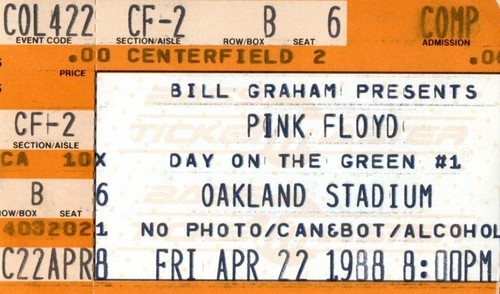 COL422 CF-2 B 6 COMP
EVENT CODE SECTION/AISLE ROW/BOX SEAT ADMISSION
.00 CENTERFIELD 2 .00
PRICE
BILL GRAHAM PRESENTS
CF-2 PINK FLOYD
SECTION/AISLE
CA 10X DAY ON THE GREEN #1
B 6 OAKLAND STADIUM
ROW/BOX SEAT
4032021 NO PHOTO/CAN&BOT/ALCOHOL
C22APR8 FRI APR 22 1988 8:00PM